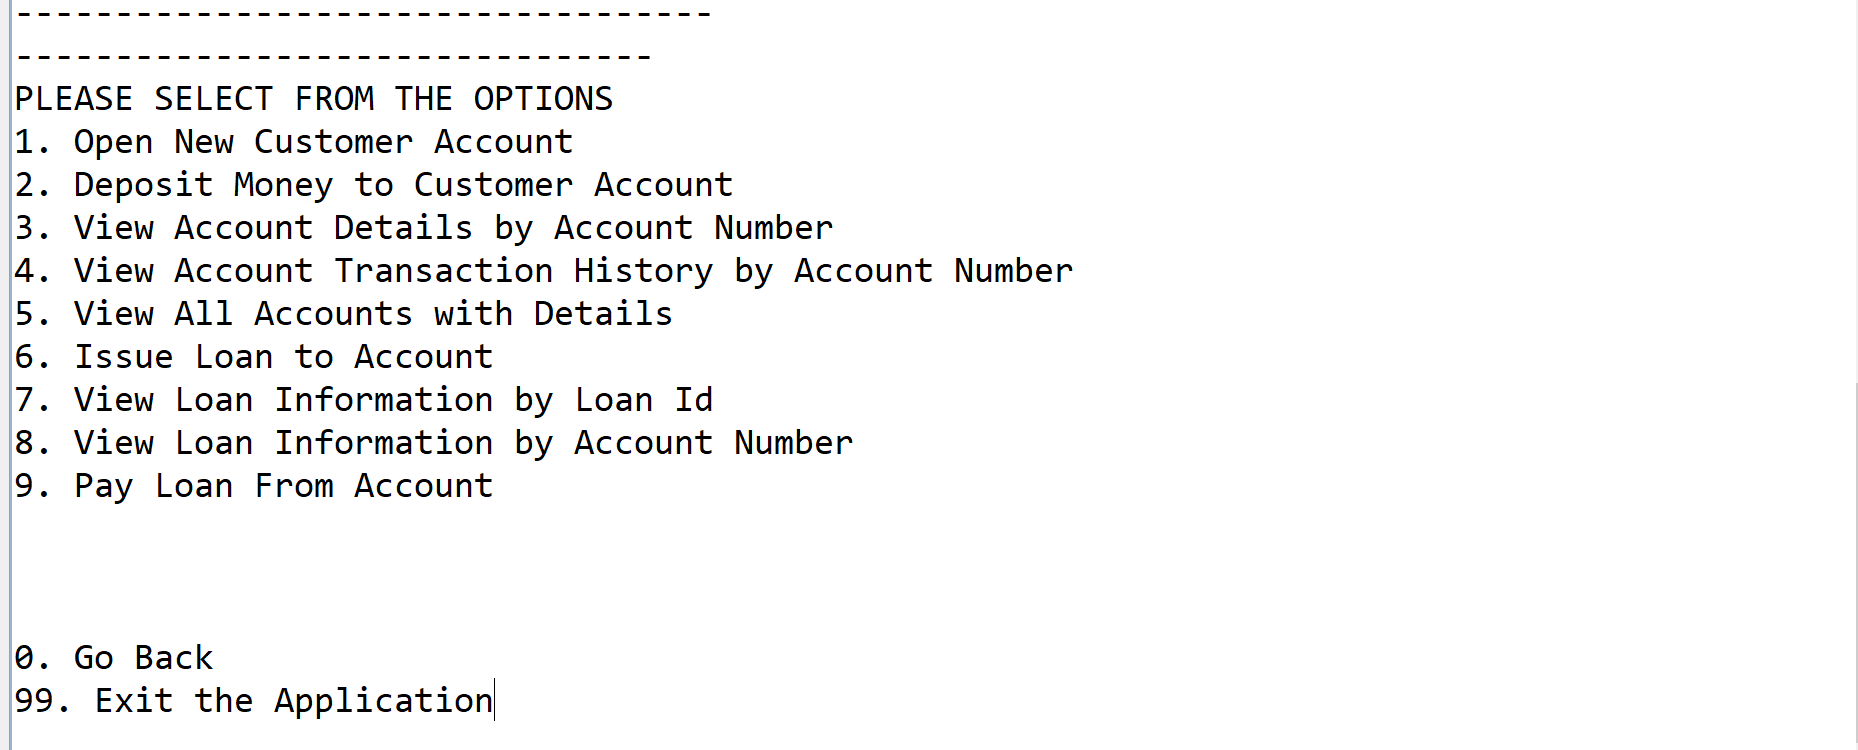 -----------------------------------
--------------------------------
PLEASE SELECT FROM THE OPTIONS
1. Open New Customer Account
2. Deposit Money to Customer Account
3. View Account Details by Account Number
4. View Account Transaction History by Account Number
5. View All Accounts with Details
6. Issue Loan to Account
7. View Loan Information by Loan Id
8. View Loan Information by Account Number
9. Pay Loan From Account
0. Go Back
99. Exit the Application